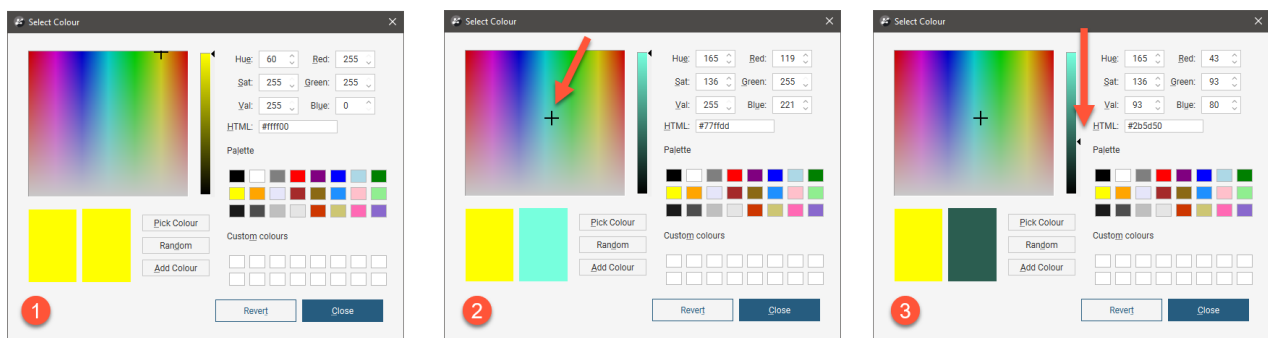 Select Colour
Hue: 60 Red: 255
Sat: 255 Green: 255
Val: 255 Blue: 0
HTML: #ffff00
Palette
Pick Colour
Random
Add Colour
Custom colours
Revert Close
1
Select Colour
Hue: 165 Red: 119
Sat: 136 Green: 255
Val: 255 Blue: 221
HTML: #77ffdd
Palette
Pick Colour
Random
Add Colour
Custom colours
Revert Close
2
Select Colour
Hue: 165 Red: 43
Sat: 136 Green: 93
Val: 93 Blue: 80
HTML: #2b5d50
Palette
Pick Colour
Random
Add Colour
Custom colours
Revert Close
3